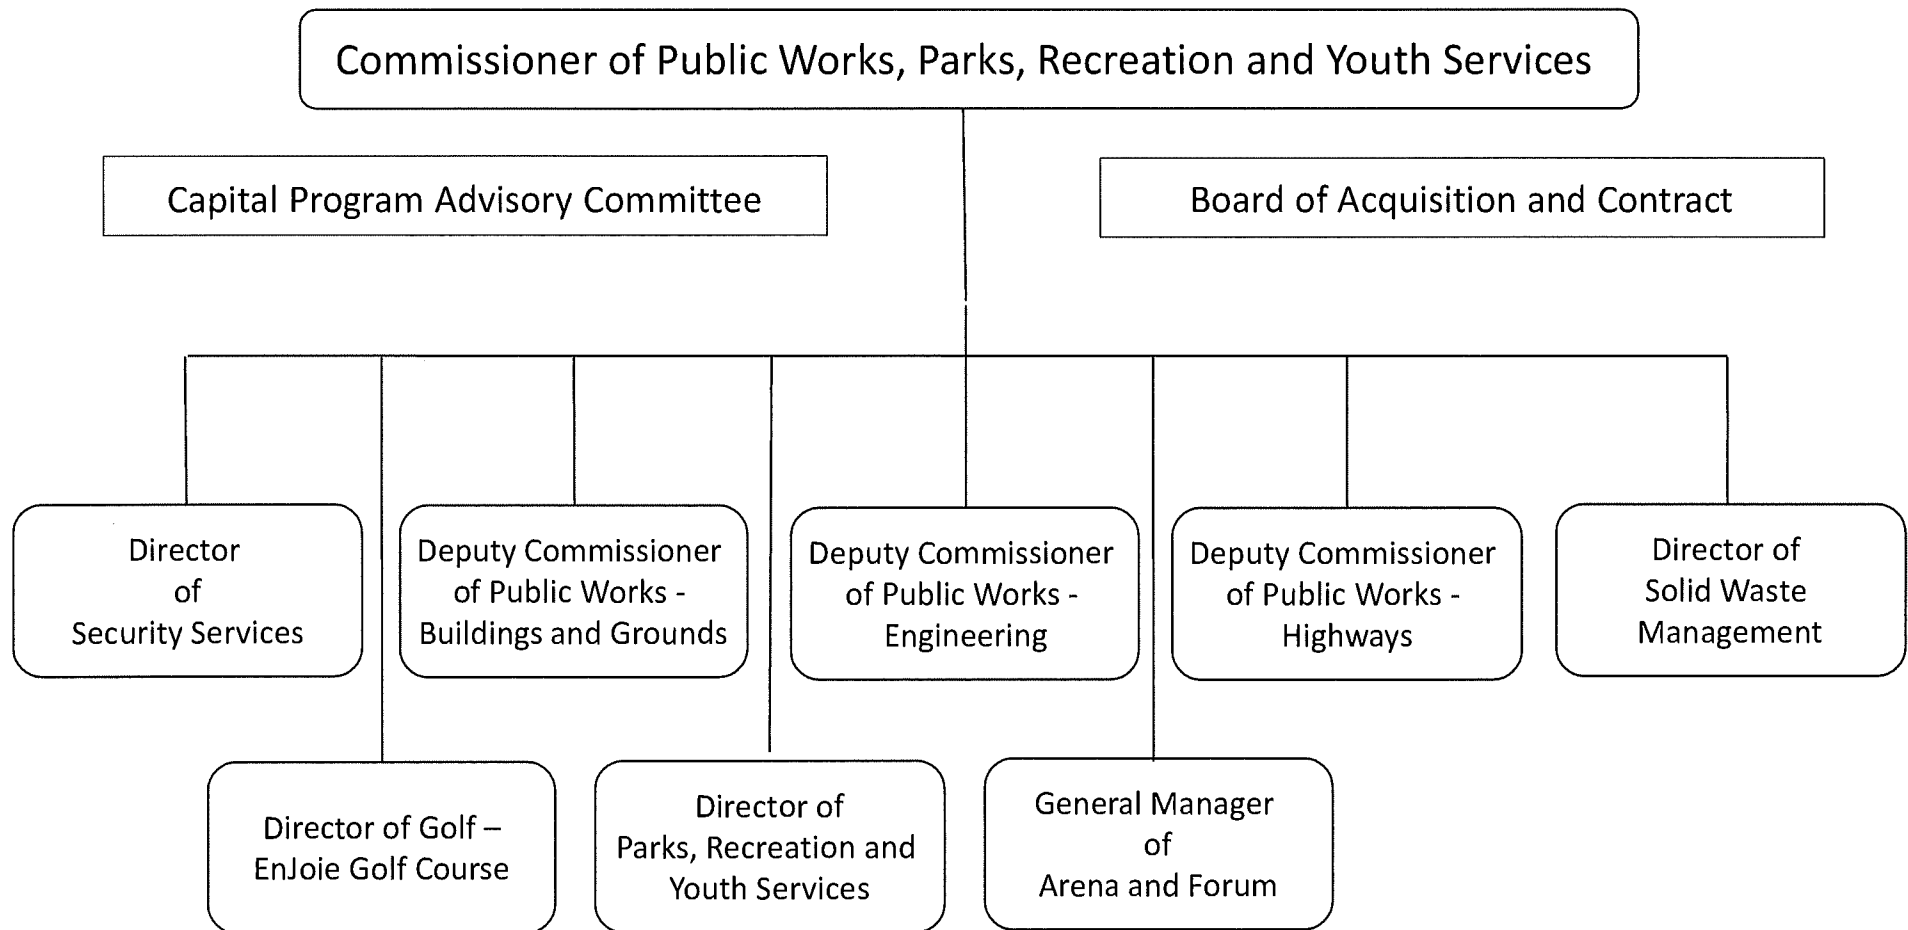 Commissioner of Public Works, Parks, Recreation and Youth Services
Capital Program Advisory Committee
Board of Acquisition and Contract
Director
of
Security Services
Deputy Commissioner
of Public Works -
Buildings and Grounds
Deputy Commissioner
of Public Works -
Engineering
Deputy Commissioner
of Public Works -
Highways
Director of
Solid Waste
Management
Director of Golf –
EnJoie Golf Course
Director of
Parks, Recreation and
Youth Services
General Manager
of
Arena and Forum